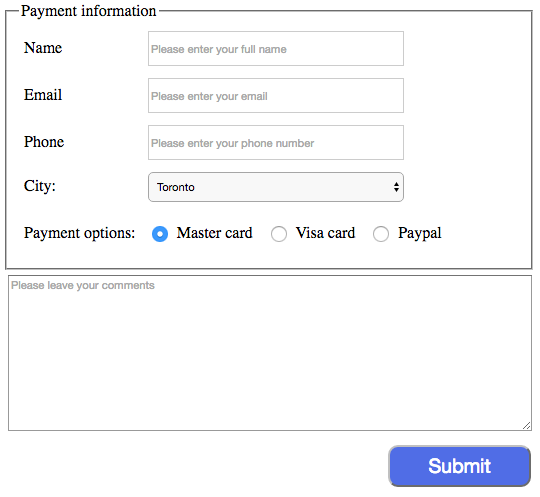 Payment information
Name
Please enter your full name
Email
Please enter your email
Phone
Please enter your phone number
City:
Toronto
Payment options: Master card Visa card Paypal
Please leave your comments
Submit